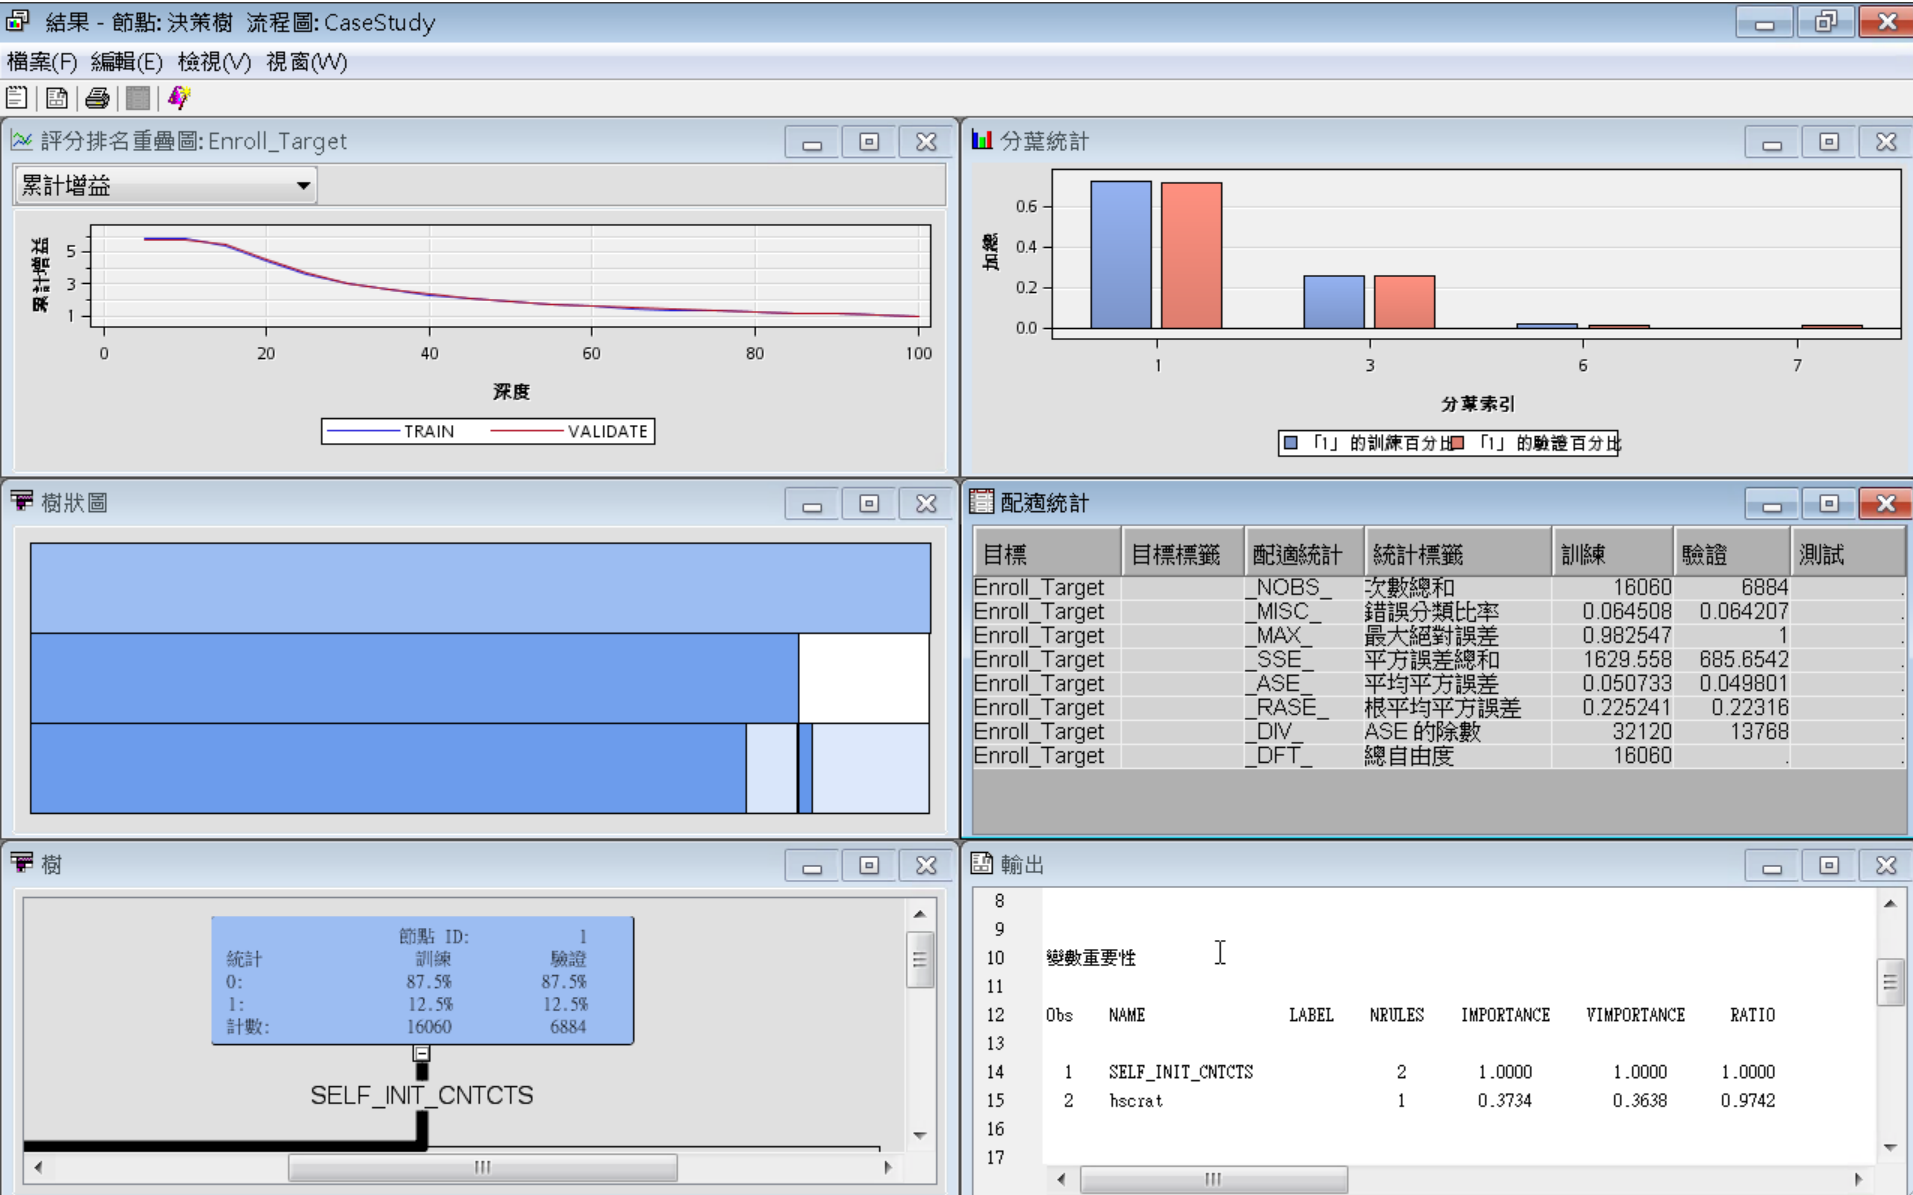 結果 - 節點: 決策樹 流程圖: CaseStudy
檔案(F) 編輯(E) 檢視(V) 視窗(W)
評分排名重疊圖: Enroll_Target
累計增益
累計增益
5
3
1
0 20 40 60 80 100
深度
TRAIN VALIDATE
分葉統計
加總
0.6
0.4
0.2
0.0
1 3 6 7
分葉索引
「1」的訓練百分比 「1」的驗證百分比
樹狀圖
配適統計
目標 目標標籤 配適統計 統計標籤 訓練 驗證 測試
Enroll_Target _NOBS_ 次數總和 16060 6884 .
Enroll_Target _MISC_ 錯誤分類比率 0.064508 0.064207 .
Enroll_Target _MAX_ 最大絕對誤差 0.982547 1 .
Enroll_Target _SSE_ 平方誤差總和 1629.558 685.6542 .
Enroll_Target _ASE_ 平均平方誤差 0.050733 0.049801 .
Enroll_Target _RASE_ 根平均平方誤差 0.225241 0.22316 .
Enroll_Target _DIV_ ASE 的除數 32120 13768 .
Enroll_Target _DFT_ 總自由度 16060 . .
樹
節點 ID: 1
統計 訓練 驗證
0: 87.5% 87.5%
1: 12.5% 12.5%
計數: 16060 6884
SELF_INIT_CNTCTS
輸出
8
9
10 變數重要性
11
12 Obs NAME LABEL NRULES IMPORTANCE VIMPORTANCE RATIO
13
14 1 SELF_INIT_CNTCTS 2 1.0000 1.0000 1.0000
15 2 hscrat 1 0.3734 0.3638 0.9742
16
17